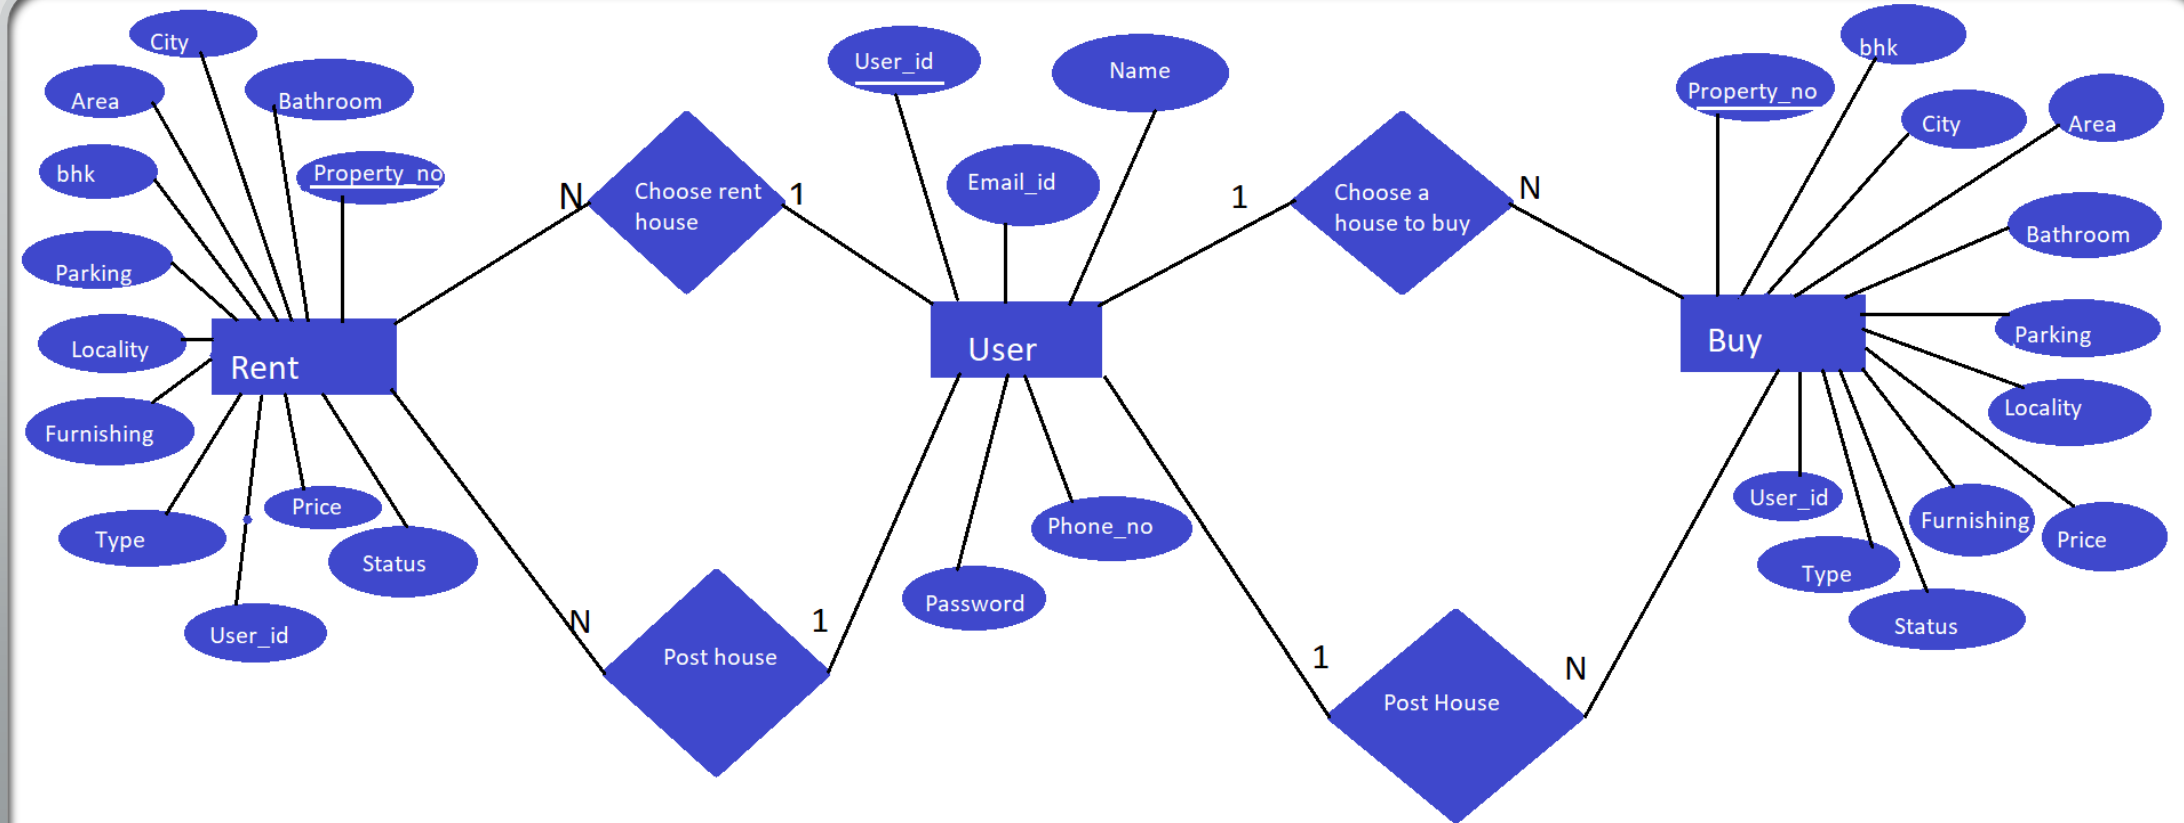 City
Area
Bathroom
bhk
Property_no
Parking
Locality
Rent
Furnishing
Type
Price
Status
User_id
N
Choose rent
house
1
N
Post house
1
User_id
Name
Email_id
User
Phone_no
Password
1
Choose a
house to buy
N
1
Post House
N
bhk
Property_no
City
Area
Bathroom
Parking
Buy
Locality
User_id
Furnishing
Price
Type
Status